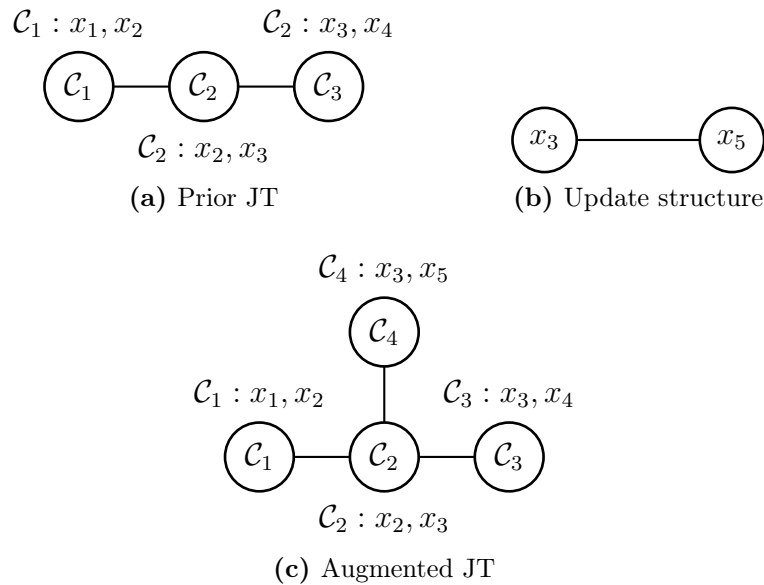 𝒞₁ : x₁, x₂
𝒞₂ : x₃, x₄
𝒞₁
𝒞₂
𝒞₃
𝒞₂ : x₂, x₃
(a) Prior JT
x₃
x₅
(b) Update structure
𝒞₄ : x₃, x₅
𝒞₄
𝒞₁ : x₁, x₂
𝒞₃ : x₃, x₄
𝒞₁
𝒞₂
𝒞₃
𝒞₂ : x₂, x₃
(c) Augmented JT